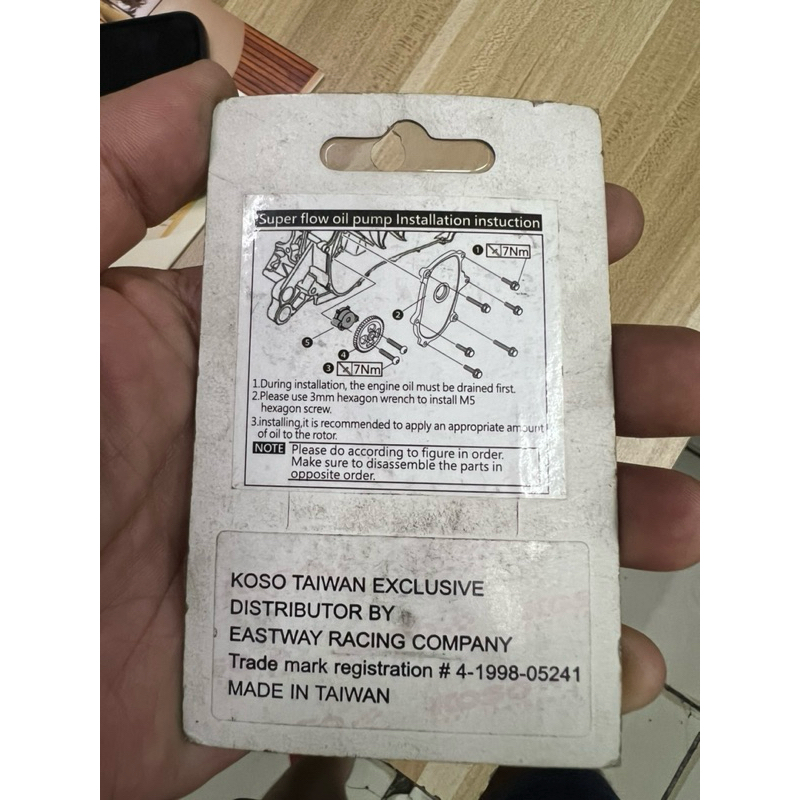 Super flow oil pump Installation instuction
1 7Nm
2
5
4
3 7Nm
1.During installation, the engine oil must be drained first.
2.Please use 3mm hexagon wrench to install M5
hexagon screw.
3.installing,it is recommended to apply an appropriate amount
of oil to the rotor.
NOTE Please do according to figure in order.
Make sure to disassemble the parts in
opposite order.
KOSO TAIWAN EXCLUSIVE
DISTRIBUTOR BY
EASTWAY RACING COMPANY
Trade mark registration # 4-1998-05241
MADE IN TAIWAN